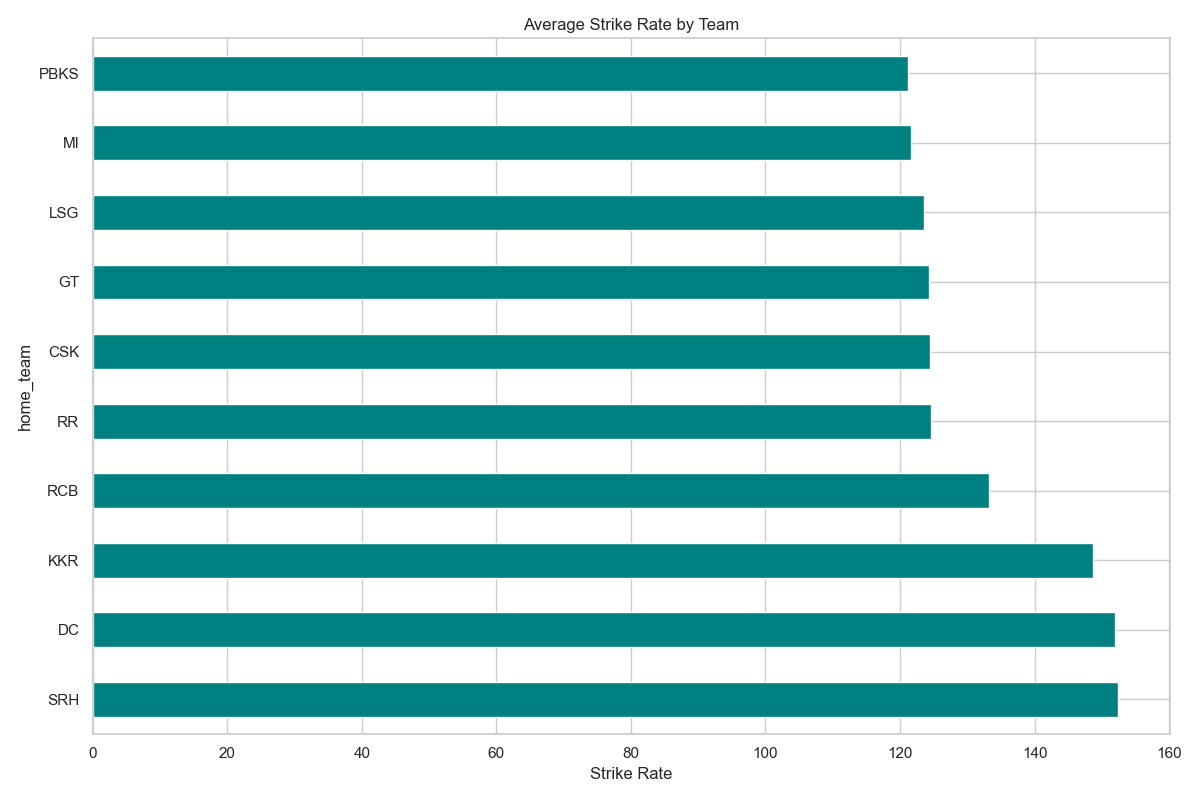 Average Strike Rate by Team
home_team
PBKS
MI
LSG
GT
CSK
RR
RCB
KKR
DC
SRH
0 20 40 60 80 100 120 140 160
Strike Rate